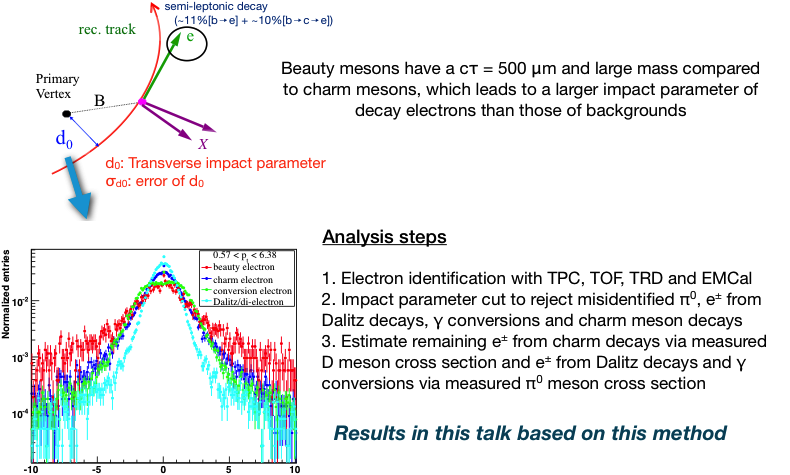 semi-leptonic decay
(~11%[b→e] + ~10%[b→c→e])
rec. track
e
Primary
Vertex
B
d₀
X
d₀: Transverse impact parameter
σd₀: error of d₀
Beauty mesons have a cτ = 500 μm and large mass compared
to charm mesons, which leads to a larger impact parameter of
decay electrons than those of backgrounds
Normalized entries
0.57 < pₜ < 6.38
beauty electron
charm electron
conversion electron
Dalitz/di-electron
10⁻²
10⁻³
10⁻⁴
-10 -5 0 5 10
Analysis steps
1. Electron identification with TPC, TOF, TRD and EMCal
2. Impact parameter cut to reject misidentified π⁰, e± from
Dalitz decays, γ conversions and charm meson decays
3. Estimate remaining e± from charm decays via measured
D meson cross section and e± from Dalitz decays and γ
conversions via measured π⁰ meson cross section
Results in this talk based on this method